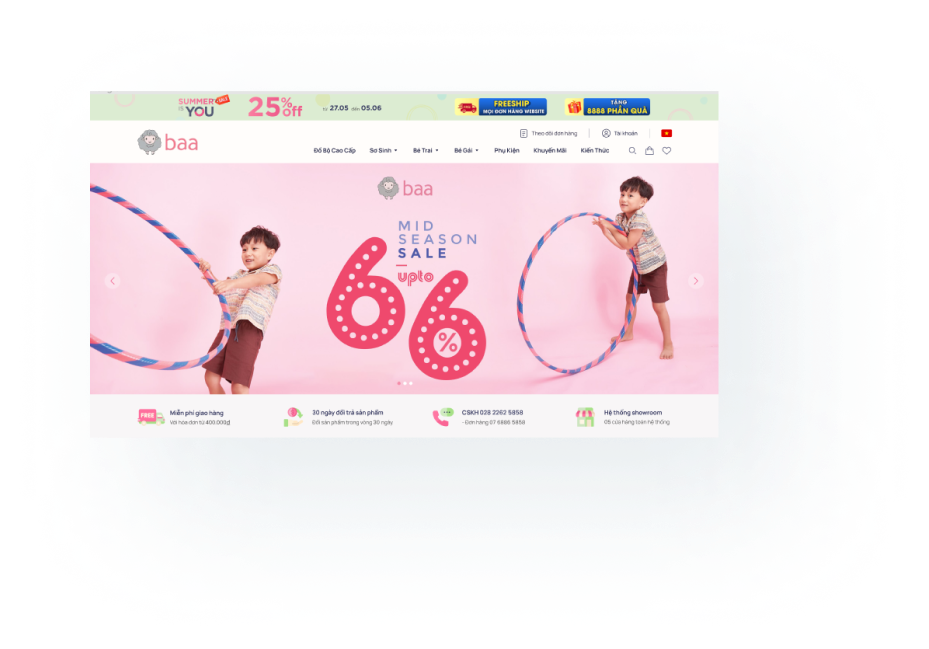 SUMMER SALE
YOU
25% off
Từ 27.05 đến 05.06
FREESHIP
MỌI ĐƠN HÀNG WEBSITE
TẶNG
8888 PHẦN QUÀ
Theo dõi đơn hàng
Tài khoản
baa
Đồ Bộ Cao Cấp
Sơ Sinh
Bé Trai
Bé Gái
Phụ Kiện
Khuyến Mãi
Kiến Thức
baa
MID
SEASON
SALE
upto
66%
FREE
Miễn phí giao hàng
Với hóa đơn từ 400.000₫
30 ngày đổi trả sản phẩm
Đổi sản phẩm trong vòng 30 ngày
CSKH 028 2262 5858
- Đơn hàng 07 6888 5858
Hệ thống showroom
05 cửa hàng toàn hệ thống